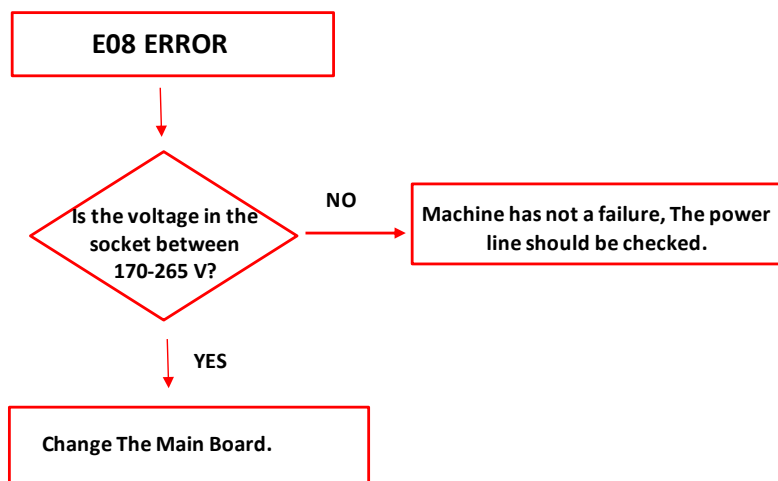 E08 ERROR
Is the voltage in the
socket between
170-265 V?
NO
Machine has not a failure, The power
line should be checked.
YES
Change The Main Board.